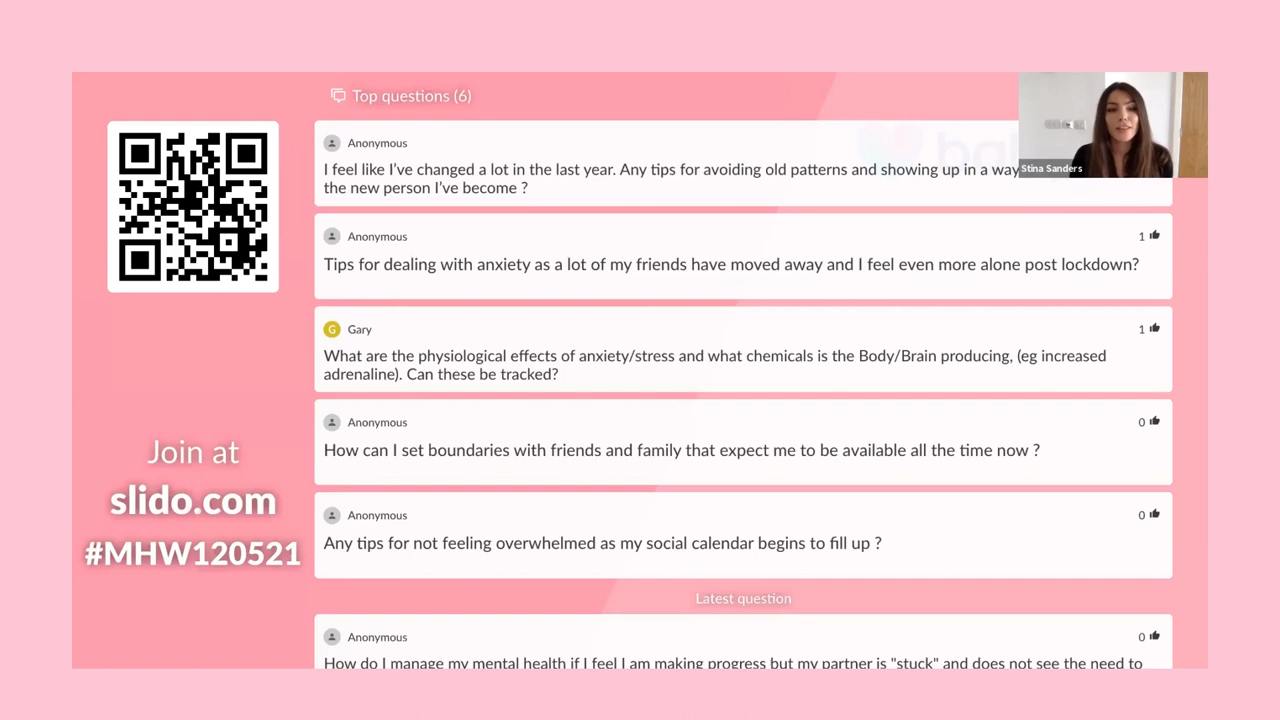 Top questions (6)
Anonymous
I feel like I've changed a lot in the last year. Any tips for avoiding old patterns and showing up in a way
the new person I've become ?
Stina Sanders
Anonymous
1
Tips for dealing with anxiety as a lot of my friends have moved away and I feel even more alone post lockdown?
G
Gary
1
What are the physiological effects of anxiety/stress and what chemicals is the Body/Brain producing, (eg increased
adrenaline). Can these be tracked?
Anonymous
0
How can I set boundaries with friends and family that expect me to be available all the time now ?
Anonymous
0
Any tips for not feeling overwhelmed as my social calendar begins to fill up ?
Latest question
Anonymous
0
How do I manage my mental health if I feel I am making progress but my partner is "stuck" and does not see the need to
Join at
slido.com
#MHW120521